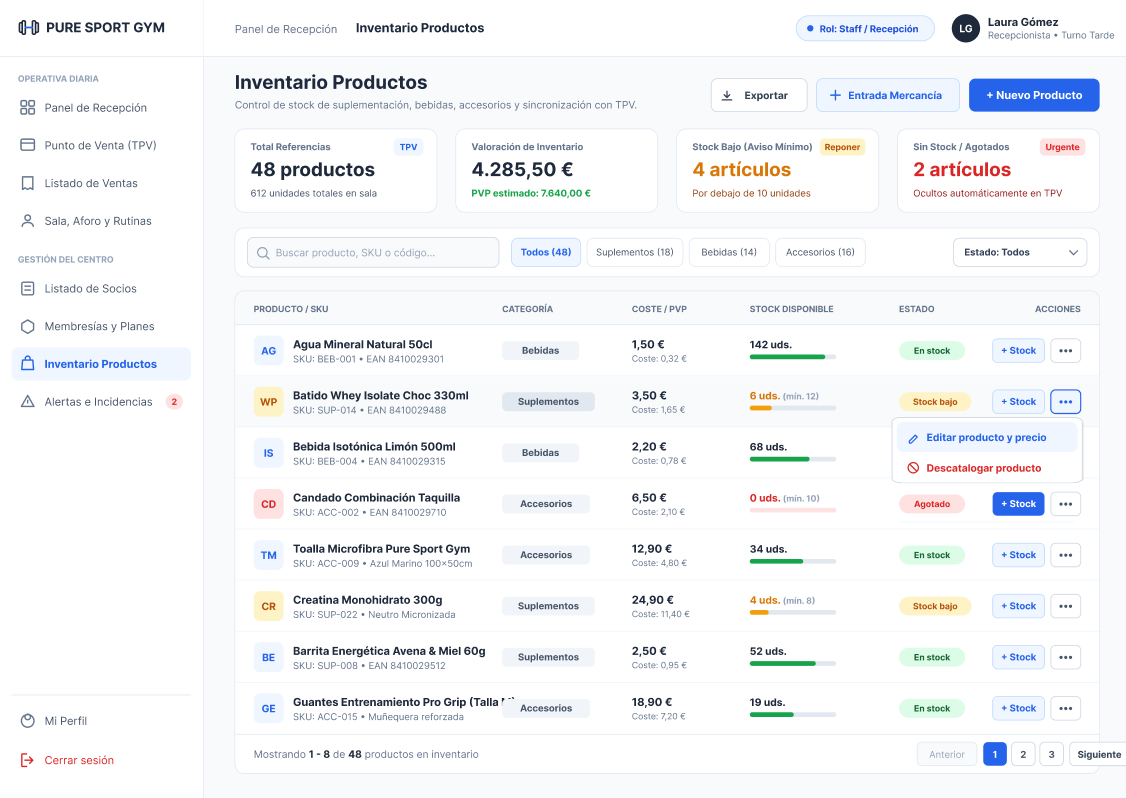 PURE SPORT GYM
Panel de Recepción
Inventario Productos
Rol: Staff / Recepción
LG
Laura Gómez
Recepcionista • Turno Tarde
OPERATIVA DIARIA
Panel de Recepción
Punto de Venta (TPV)
Listado de Ventas
Sala, Aforo y Rutinas
GESTIÓN DEL CENTRO
Listado de Socios
Membresías y Planes
Inventario Productos
Alertas e Incidencias 2
Mi Perfil
Cerrar sesión
Inventario Productos
Control de stock de suplementación, bebidas, accesorios y sincronización con TPV.
Exportar
Entrada Mercancía
+ Nuevo Producto
Total Referencias TPV
48 productos
612 unidades totales en sala
Valoración de Inventario
4.285,50 €
PVP estimado: 7.640,00 €
Stock Bajo (Aviso Mínimo) Reponer
4 artículos
Por debajo de 10 unidades
Sin Stock / Agotados Urgente
2 artículos
Ocultos automáticamente en TPV
Buscar producto, SKU o código...
Todos (48)
Suplementos (18)
Bebidas (14)
Accesorios (16)
Estado: Todos
PRODUCTO / SKU CATEGORÍA COSTE / PVP STOCK DISPONIBLE ESTADO ACCIONES
AG Agua Mineral Natural 50cl Bebidas 1,50 € 142 uds. En stock + Stock •••
SKU: BEB-001 • EAN 8410029301 Coste: 0,32 €
WP Batido Whey Isolate Choc 330ml Suplementos 3,50 € 6 uds. (mín. 12) Stock bajo + Stock •••
SKU: SUP-014 • EAN 8410029488 Coste: 1,65 €
Editar producto y precio
Descatalogar producto
IS Bebida Isotónica Limón 500ml Bebidas 2,20 € 68 uds.
SKU: BEB-004 • EAN 8410029315 Coste: 0,78 €
CD Candado Combinación Taquilla Accesorios 6,50 € 0 uds. (mín. 10) Agotado + Stock •••
SKU: ACC-002 • EAN 8410029710 Coste: 2,10 €
TM Toalla Microfibra Pure Sport Gym Accesorios 12,90 € 34 uds. En stock + Stock •••
SKU: ACC-009 • Azul Marino 100×50cm Coste: 4,80 €
CR Creatina Monohidrato 300g Suplementos 24,90 € 4 uds. (mín. 8) Stock bajo + Stock •••
SKU: SUP-022 • Neutro Micronizada Coste: 11,40 €
BE Barrita Energética Avena & Miel 60g Suplementos 2,50 € 52 uds. En stock + Stock •••
SKU: SUP-008 • EAN 8410029512 Coste: 0,95 €
GE Guantes Entrenamiento Pro Grip (Talla Accesorios 18,90 € 19 uds. En stock + Stock •••
SKU: ACC-015 • Muñequera reforzada Coste: 7,20 €
Mostrando 1 - 8 de 48 productos en inventario
Anterior 1 2 3 Siguiente